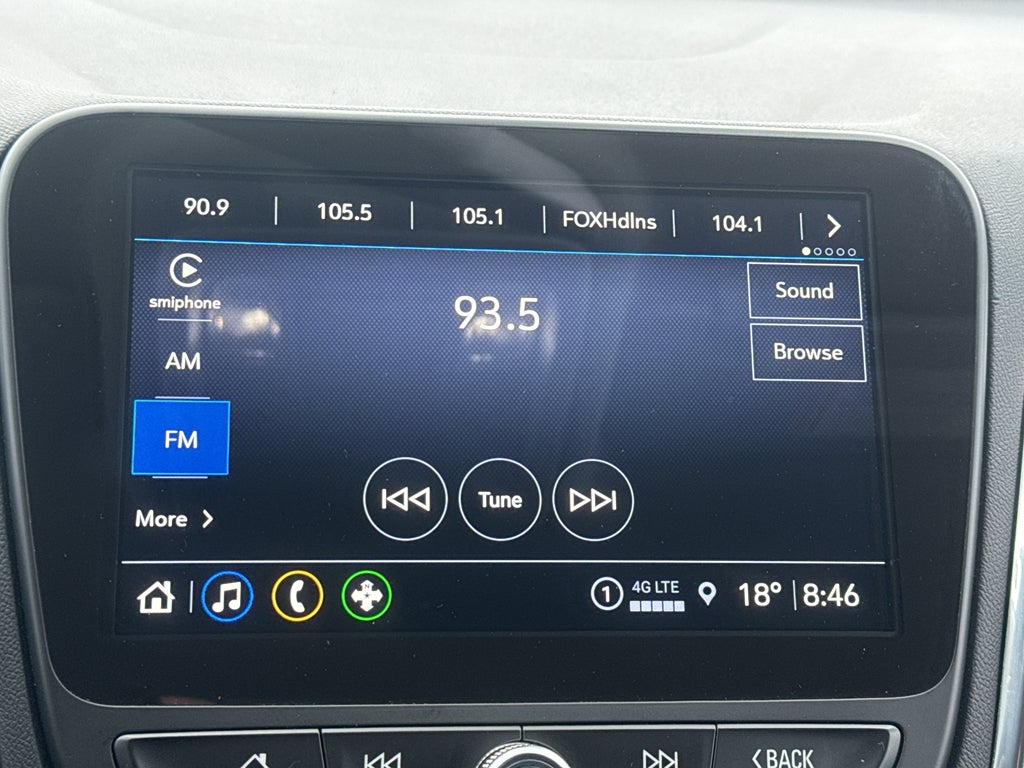 90.9 105.5 105.1 FOXHdlns 104.1
smiphone
93.5
Sound
AM
Browse
FM
Tune
More
N
1 4G LTE 18° 8:46
BACK